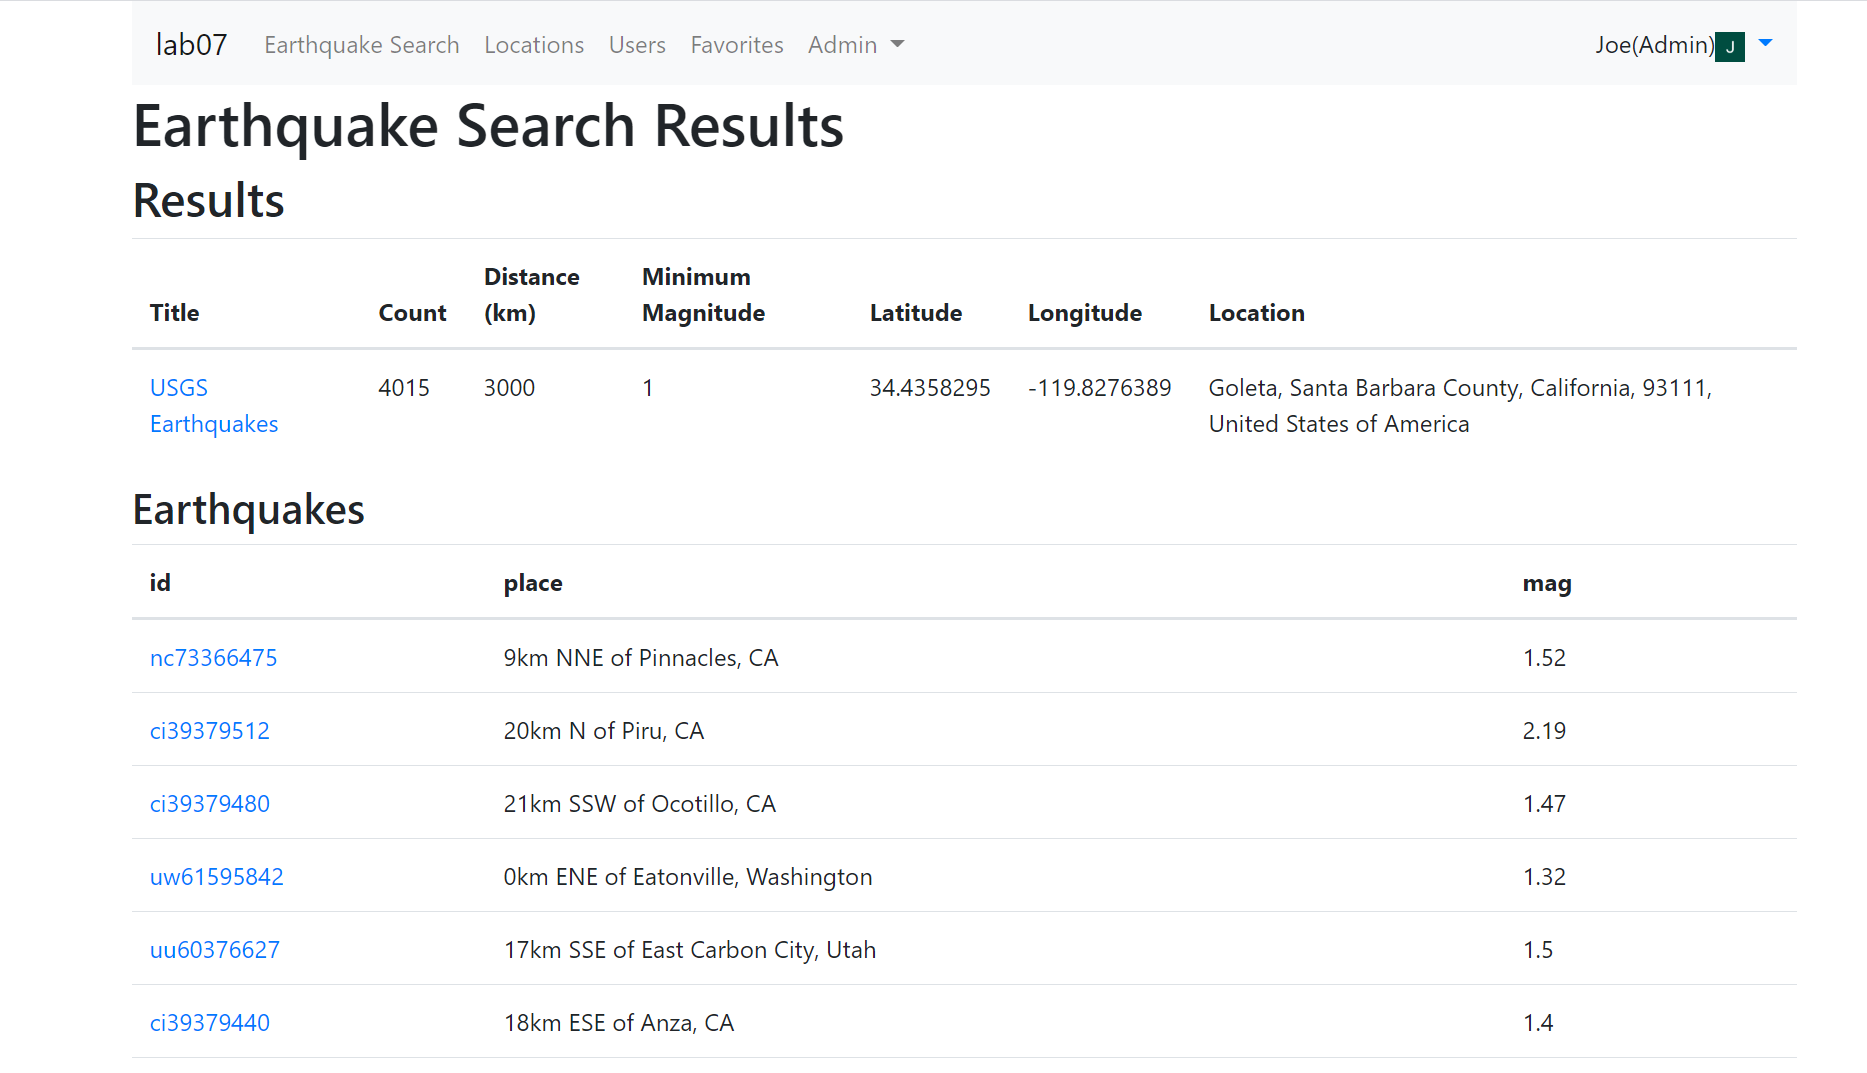 lab07 Earthquake Search Locations Users Favorites Admin Joe(Admin) J
Earthquake Search Results
Results
Title Count Distance (km) Minimum Magnitude Latitude Longitude Location
USGS Earthquakes 4015 3000 1 34.4358295 -119.8276389 Goleta, Santa Barbara County, California, 93111,
United States of America
Earthquakes
id place mag
nc73366475 9km NNE of Pinnacles, CA 1.52
ci39379512 20km N of Piru, CA 2.19
ci39379480 21km SSW of Ocotillo, CA 1.47
uw61595842 0km ENE of Eatonville, Washington 1.32
uu60376627 17km SSE of East Carbon City, Utah 1.5
ci39379440 18km ESE of Anza, CA 1.4